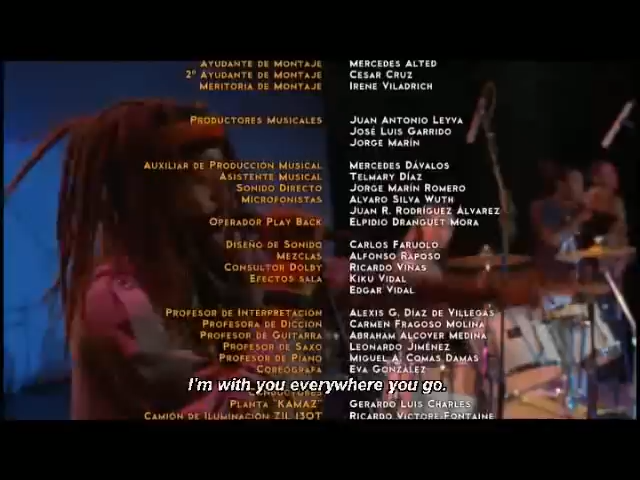 Ayudante de Montaje Mercedes Alted
2º Ayudante de Montaje Cesar Cruz
Meritoria de Montaje Irene Viladrich
Productores Musicales Juan Antonio Leyva
José Luis Garrido
Jorge Marín
Auxiliar de Producción Musical Mercedes Dávalos
Asistente Musical Telmary Díaz
Sonido Directo Jorge Marín Romero
Microfonistas Alvaro Silva Wuth
Juan R. Rodríguez Álvarez
Operador Play Back Elpidio Dranguet Mora
Diseño de Sonido Carlos Faruolo
Mezclas Alfonso Raposo
Consultor Dolby Ricardo Viñas
Efectos Sala Kiku Vidal
Edgar Vidal
Profesor de Interpretación Alexis G. Díaz de Villegas
Profesora de Dicción Carmen Fragoso Molina
Profesor de Guitarra Abraham Alcover Medina
Profesor de Saxo Leonardo Jiménez
Profesor de Piano Miguel A. Comas Damas
Coreógrafa Eva González
I'm with you everywhere you go.
Conductores
Planta "KAMAZ" Gerardo Luis Charles
Camión de Iluminación ZIL 130T Ricardo Victore-Fontaine